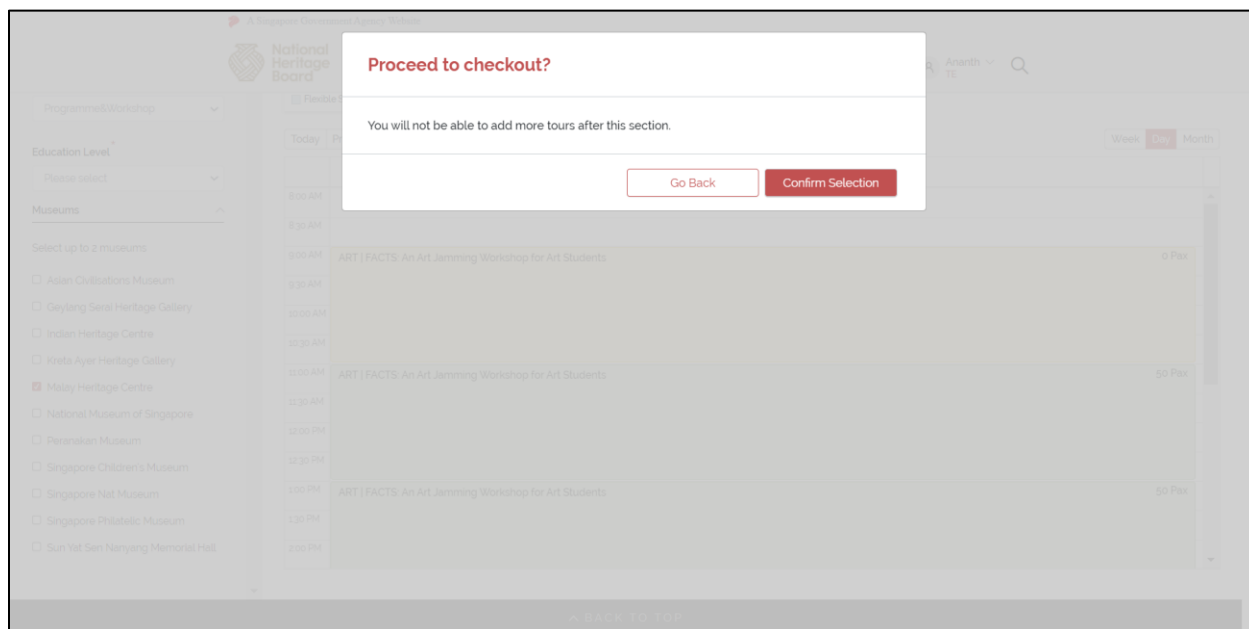 A Singapore Government Agency Website
National
Heritage
Board
Proceed to checkout?
Ananth
TE
You will not be able to add more tours after this section.
Go Back
Confirm Selection
Programme&Workshop
Education Level*
Please select
Museums
Select up to 2 museums
Asian Civilisations Museum
Geylang Serai Heritage Gallery
Indian Heritage Centre
Kreta Ayer Heritage Gallery
Malay Heritage Centre
National Museum of Singapore
Peranakan Museum
Singapore Children's Museum
Singapore Nat Museum
Singapore Philatelic Museum
Sun Yat Sen Nanyang Memorial Hall
Today
Week Day Month
8:00 AM
8:30 AM
9:00 AM ART | FACTS: An Art Jamming Workshop for Art Students 0 Pax
9:30 AM
10:00 AM
10:30 AM
11:00 AM ART | FACTS: An Art Jamming Workshop for Art Students 50 Pax
11:30 AM
12:00 PM
12:30 PM
1:00 PM ART | FACTS: An Art Jamming Workshop for Art Students 50 Pax
1:30 PM
2:00 PM
BACK TO TOP